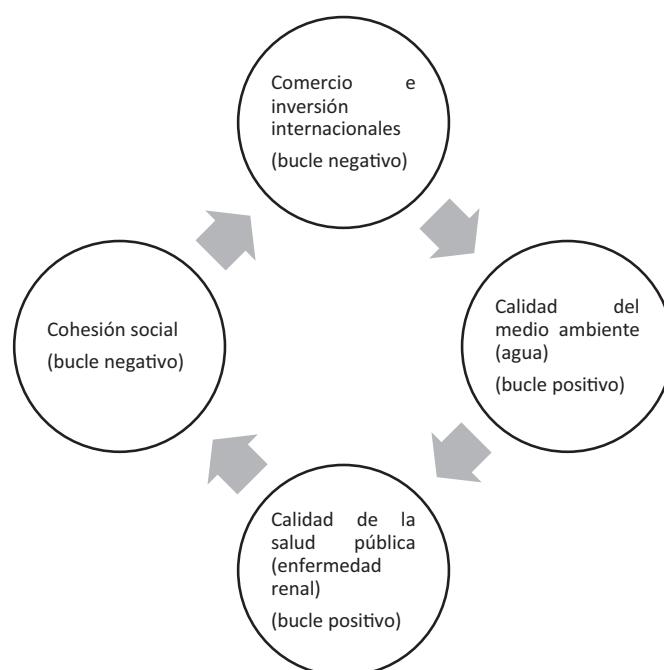 Comercio e
inversión
internacionales
(bucle negativo)
Calidad del
medio ambiente
(agua)
(bucle positivo)
Calidad de la
salud pública
(enfermedad
renal)
(bucle positivo)
Cohesión social
(bucle negativo)